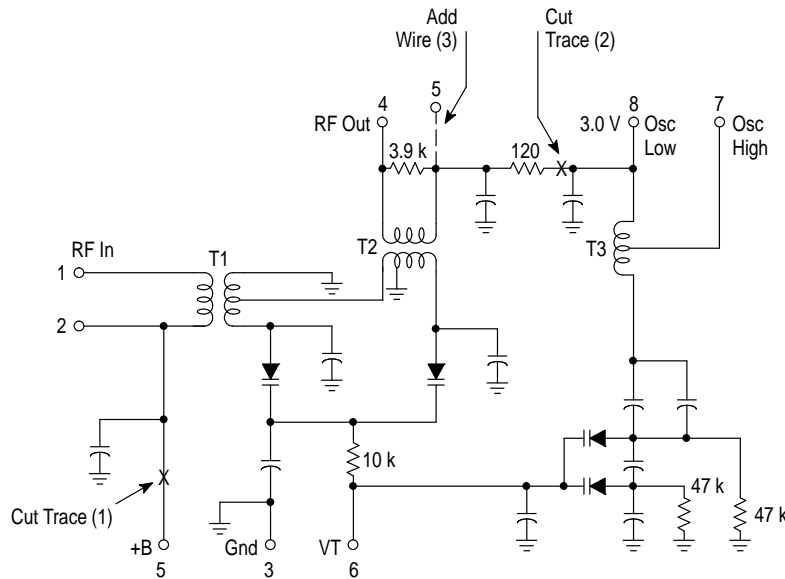 Add
Wire (3)
Cut
Trace (2)
4
5
8
7
RF Out
3.0 V
Osc
Low
Osc
High
3.9 k
120
T2
T3
RF In
T1
1
2
10 k
47 k
47 k
Cut Trace (1)
+B
Gnd
VT
5
3
6